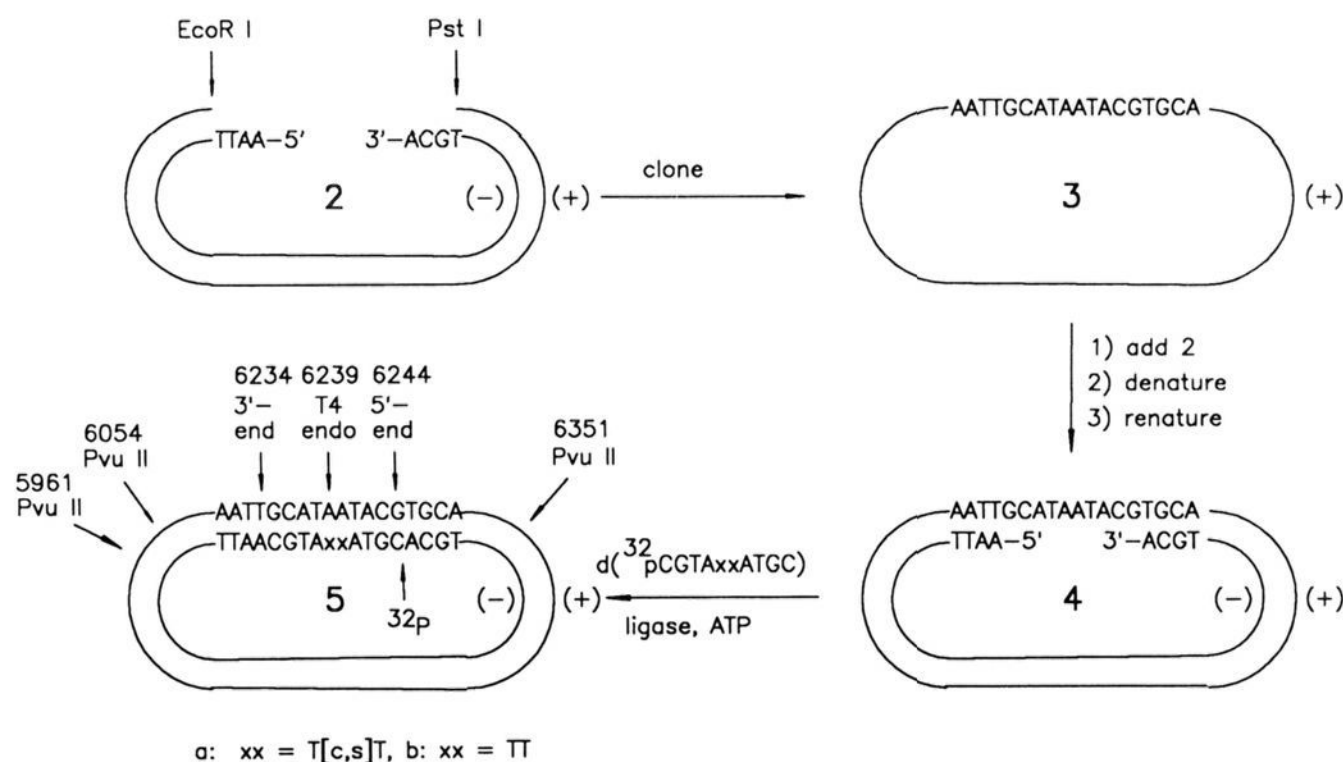 EcoR I
Pst I
TTAA–5'
3'–ACGT
2
(-)
(+)
clone
AATTGCATAATACGTGCA
3
(+)
1) add 2
2) denature
3) renature
6234 6239 6244
3'– T4 5'–
end endo end
6054
Pvu II
5961
Pvu II
6351
Pvu II
AATTGCATAATACGTGCA
TTAACGTAxxATGCACGT
5
(-)
(+)
32P
d(32pCGTAxxATGC)
ligase, ATP
AATTGCATAATACGTGCA
TTAA–5'
3'–ACGT
4
(-)
(+)
a: xx = T[c,s]T, b: xx = TT